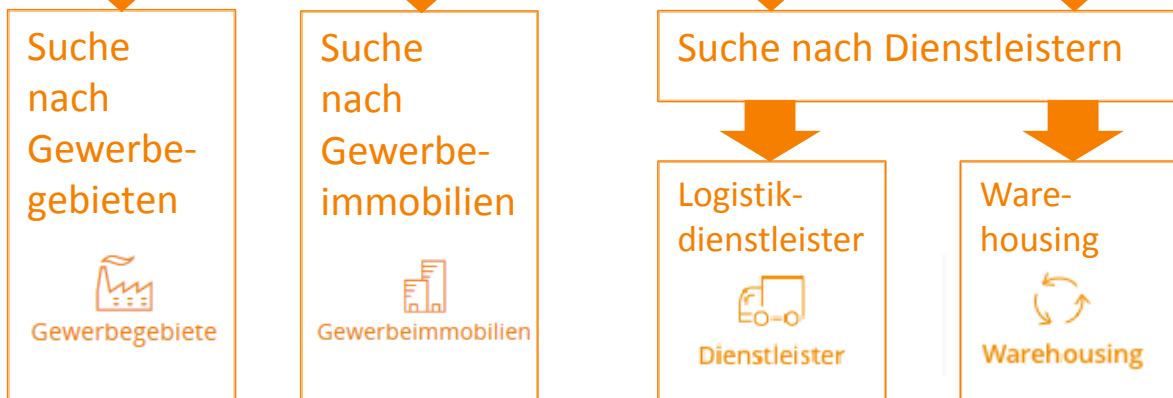 Suche
nach
Gewerbe-
gebieten
Gewerbegebiete
Suche
nach
Gewerbe-
immobilien
Gewerbeimmobilien
Suche nach Dienstleistern
Logistik-
dienstleister
Dienstleister
Ware-
housing
Warehousing